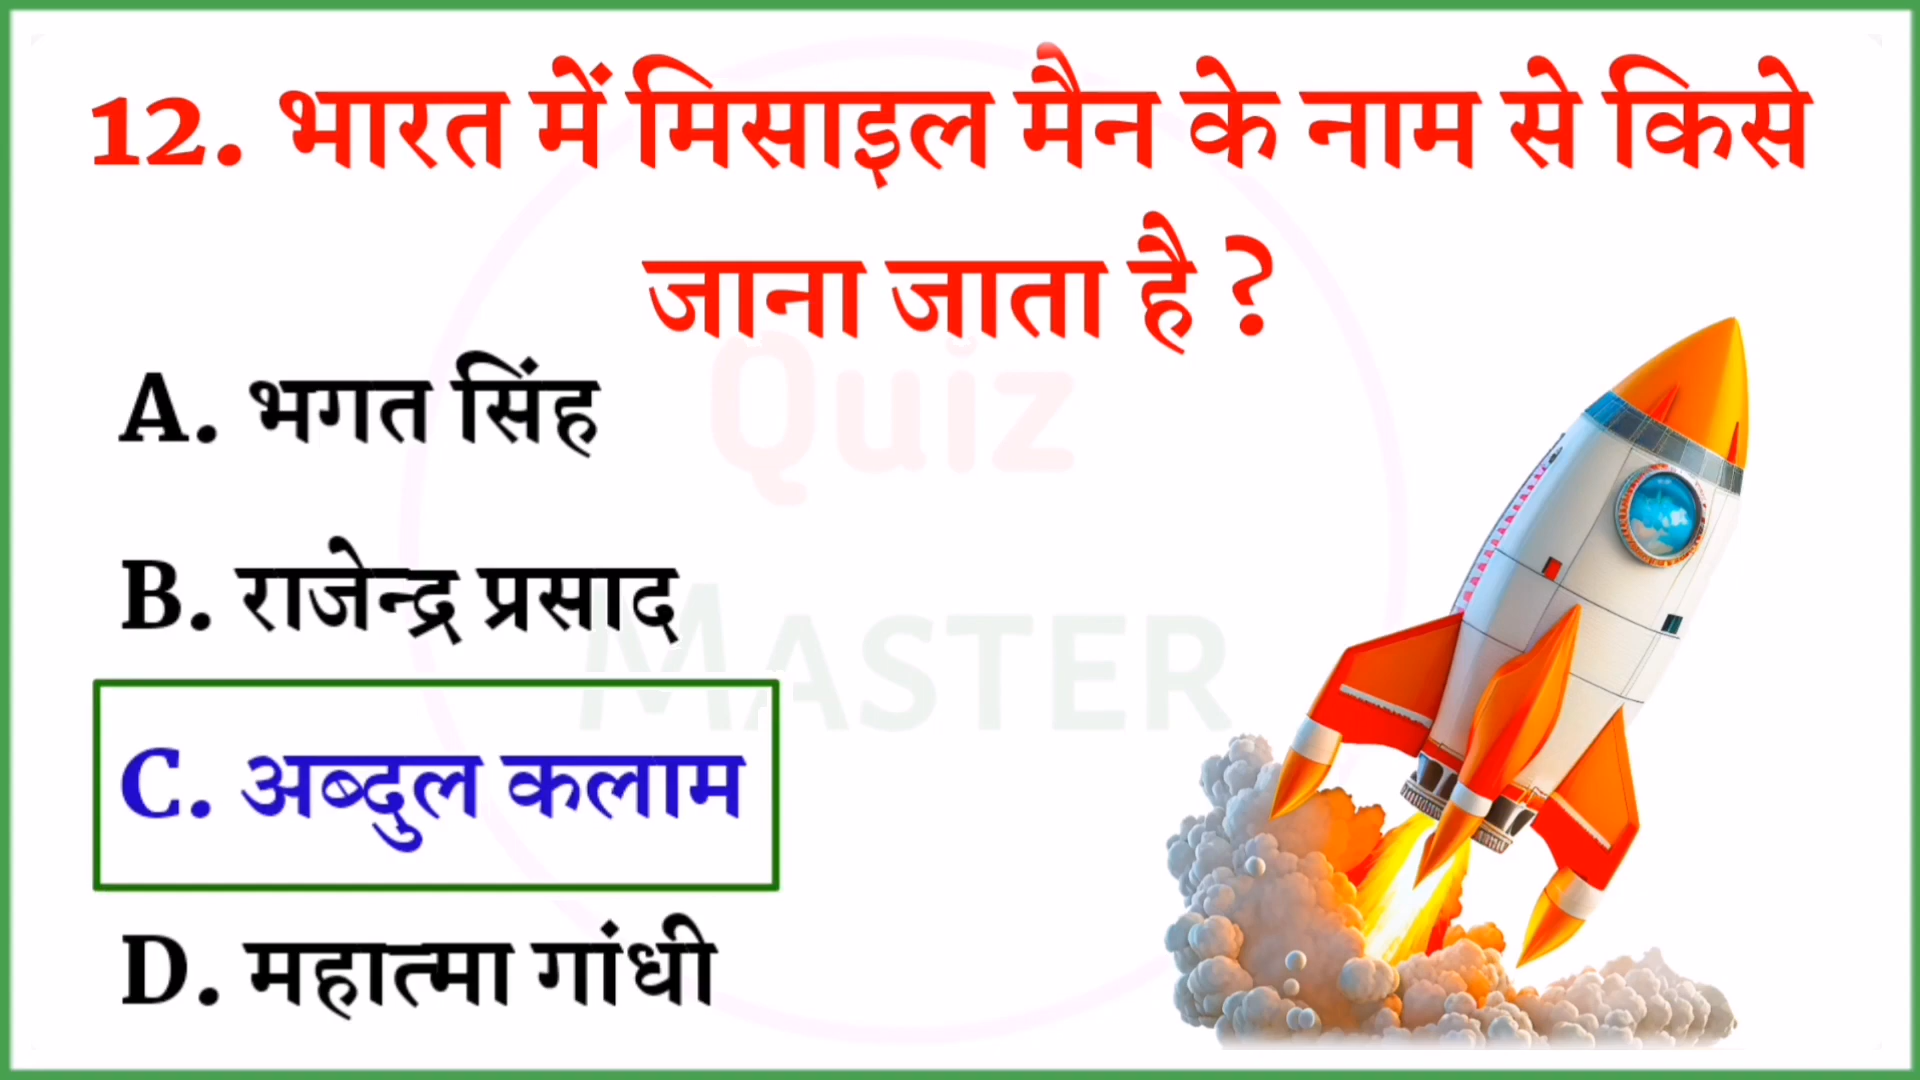 12. भारत में मिसाइल मैन के नाम से किसे
जाना जाता है ?
A. भगत सिंह
Quiz
B. राजेन्द्र प्रसाद
MASTER
C. अब्दुल कलाम
D. महात्मा गांधी